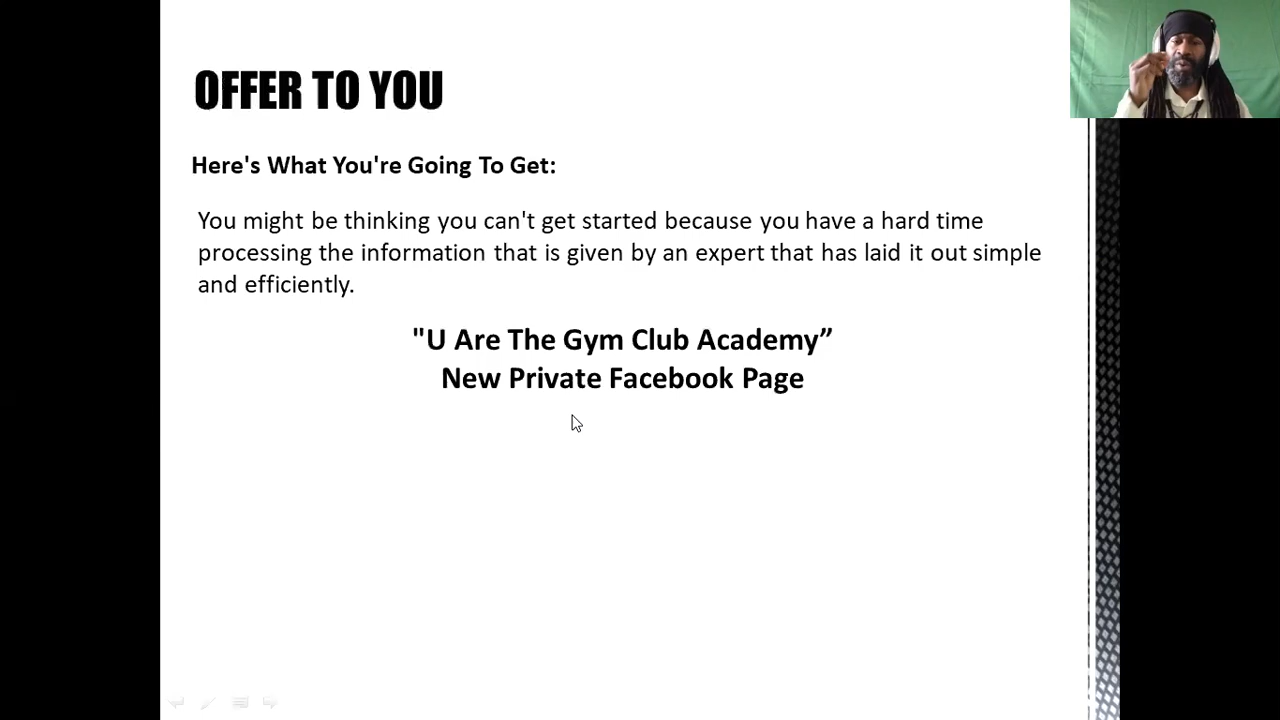 OFFER TO YOU
Here's What You're Going To Get:
You might be thinking you can't get started because you have a hard time
processing the information that is given by an expert that has laid it out simple
and efficiently.
"U Are The Gym Club Academy”
New Private Facebook Page